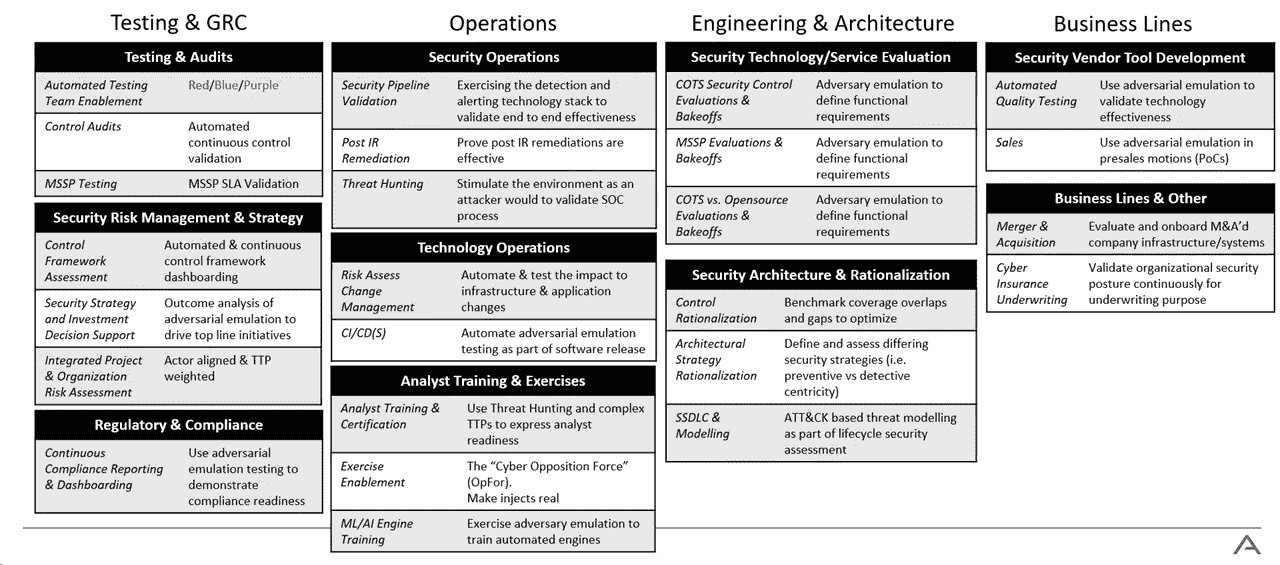 Testing & GRC
Testing & Audits
Automated Testing Red/Blue/Purple
Team Enablement
Control Audits Automated
continuous control
validation
MSSP Testing MSSP SLA Validation
Security Risk Management & Strategy
Control Automated & continuous
Framework control framework
Assessment dashboarding
Security Strategy Outcome analysis of
and Investment adversarial emulation to
Decision Support drive top line initiatives
Integrated Project Actor aligned & TTP
& Organization weighted
Risk Assessment
Regulatory & Compliance
Continuous Use adversarial
Compliance Reporting emulation testing to
& Dashboarding demonstrate
compliance readiness
Operations
Security Operations
Security Pipeline Exercising the detection and
Validation alerting technology stack to
validate end to end effectiveness
Post IR Prove post IR remediations are
Remediation effective
Threat Hunting Stimulate the environment as an
attacker would to validate SOC
process
Technology Operations
Risk Assess Automate & test the impact to
Change infrastructure & application
Management changes
CI/CD(S) Automate adversarial emulation
testing as part of software release
Analyst Training & Exercises
Analyst Training & Use Threat Hunting and complex
Certification TTPs to express analyst
readiness
Exercise The “Cyber Opposition Force”
Enablement (OpFor).
Make injects real
ML/AI Engine Exercise adversary emulation to
Training train automated engines
Engineering & Architecture
Security Technology/Service Evaluation
COTS Security Control Adversary emulation to
Evaluations & define functional
Bakeoffs requirements
MSSP Evaluations & Adversary emulation to
Bakeoffs define functional
requirements
COTS vs. Opensource Adversary emulation to
Evaluations & define functional
Bakeoffs requirements
Security Architecture & Rationalization
Control Benchmark coverage overlaps
Rationalization and gaps to optimize
Architectural Define and assess differing
Strategy security strategies (i.e.
Rationalization preventive vs detective
centricity)
SSDLC & ATT&CK based threat modelling
Modelling as part of lifecycle security
assessment
Business Lines
Security Vendor Tool Development
Automated Use adversarial emulation to
Quality Testing validate technology
effectiveness
Sales Use adversarial emulation in
presales motions (PoCs)
Business Lines & Other
Merger & Evaluate and onboard M&A’d
Acquisition company infrastructure/systems
Cyber Validate organizational security
Insurance posture continuously for
Underwriting underwriting purpose